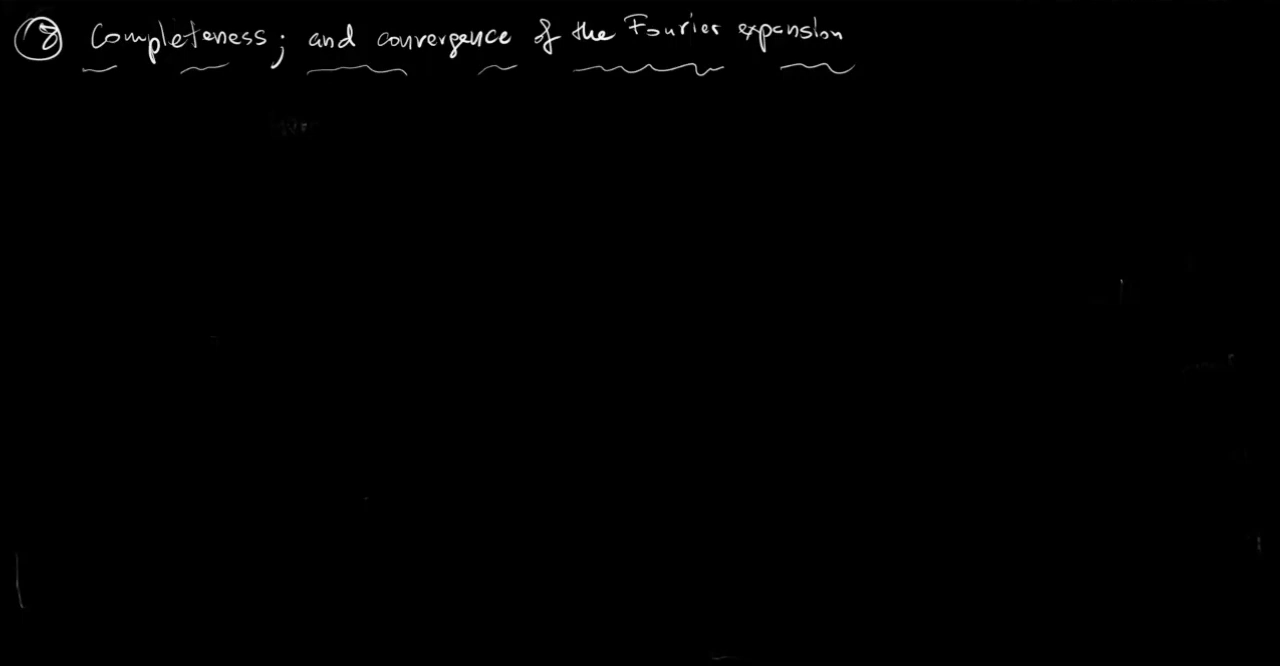 ⑧ Completeness; and convergence of the Fourier expansion